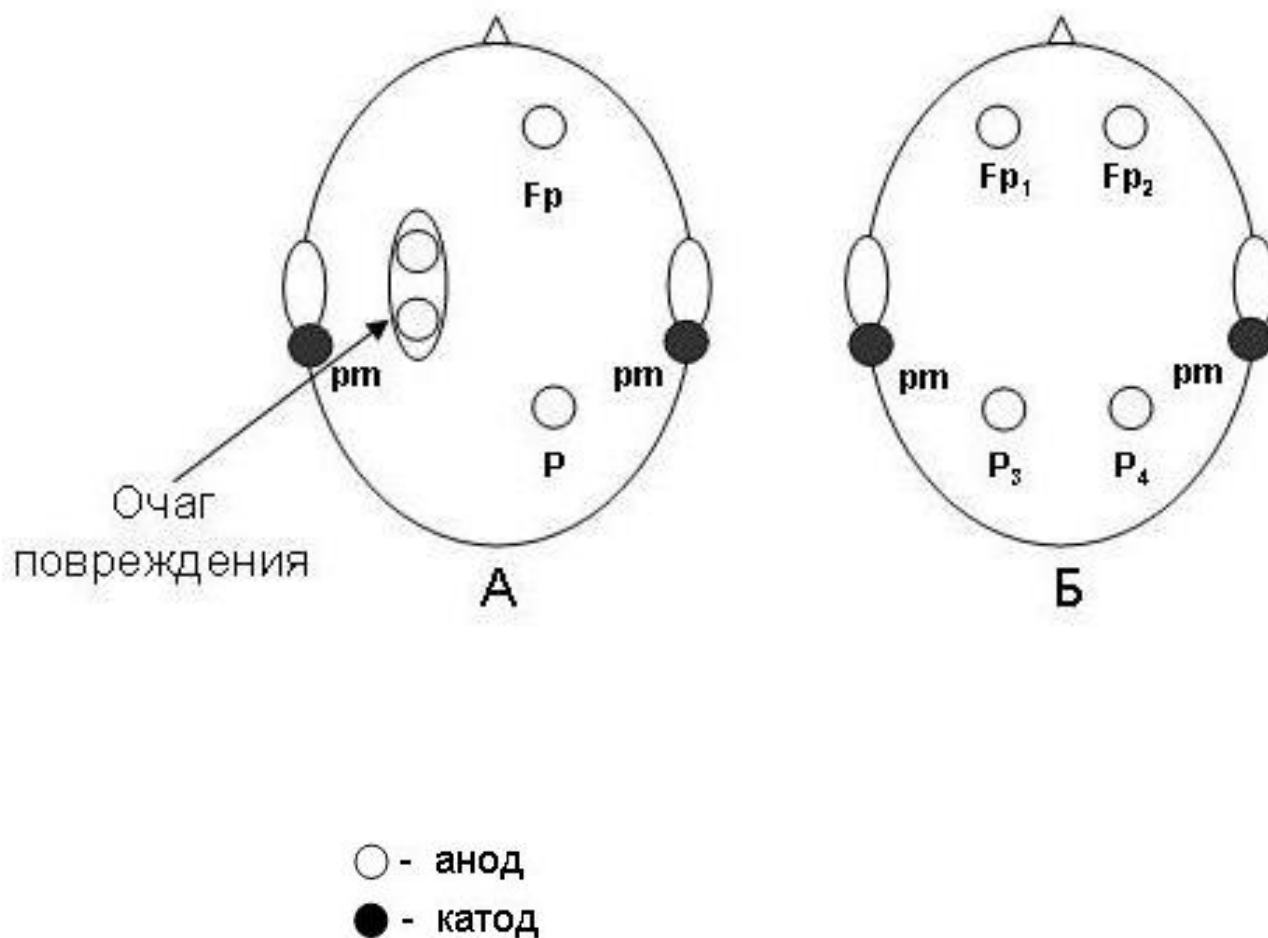 Fp
pm
pm
P
Очаг
повреждения
А
Fp₁
Fp₂
pm
pm
P₃
P₄
Б
- анод
- катод